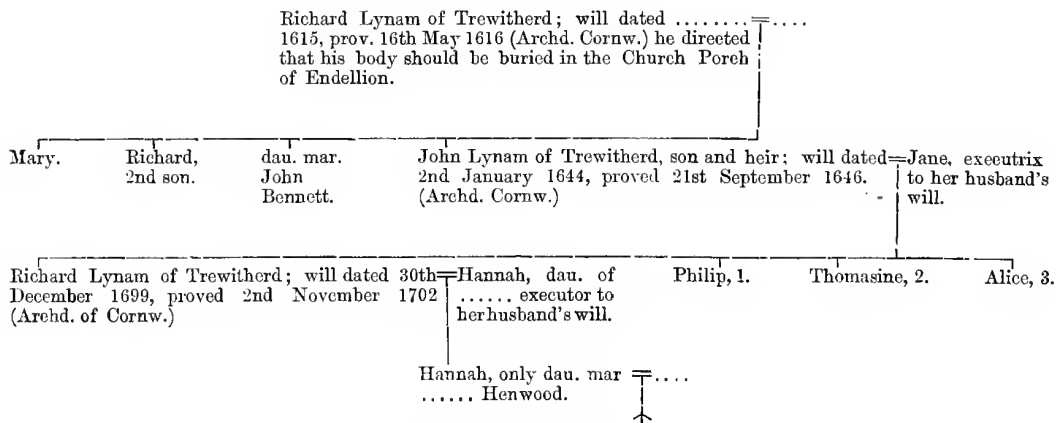 Richard Lynam of Trewitherd; will dated ........ = ....
1615, prov. 16th May 1616 (Archd. Cornw.) he directed
that his body should be buried in the Church Porch
of Endellion.
Mary.
Richard,
2nd son.
dau. mar.
John
Bennett.
John Lynam of Trewitherd, son and heir; will dated=Jane, executrix
2nd January 1644, proved 21st September 1646.
(Archd. Cornw.)
to her husband's
will.
Richard Lynam of Trewitherd; will dated 30th=Hannah, dau. of
December 1699, proved 2nd November 1702
(Archd. of Cornw.)
...... executor to
her husband's will.
Philip, 1.
Thomasine, 2.
Alice, 3.
Hannah, only dau. mar = ....
...... Henwood.